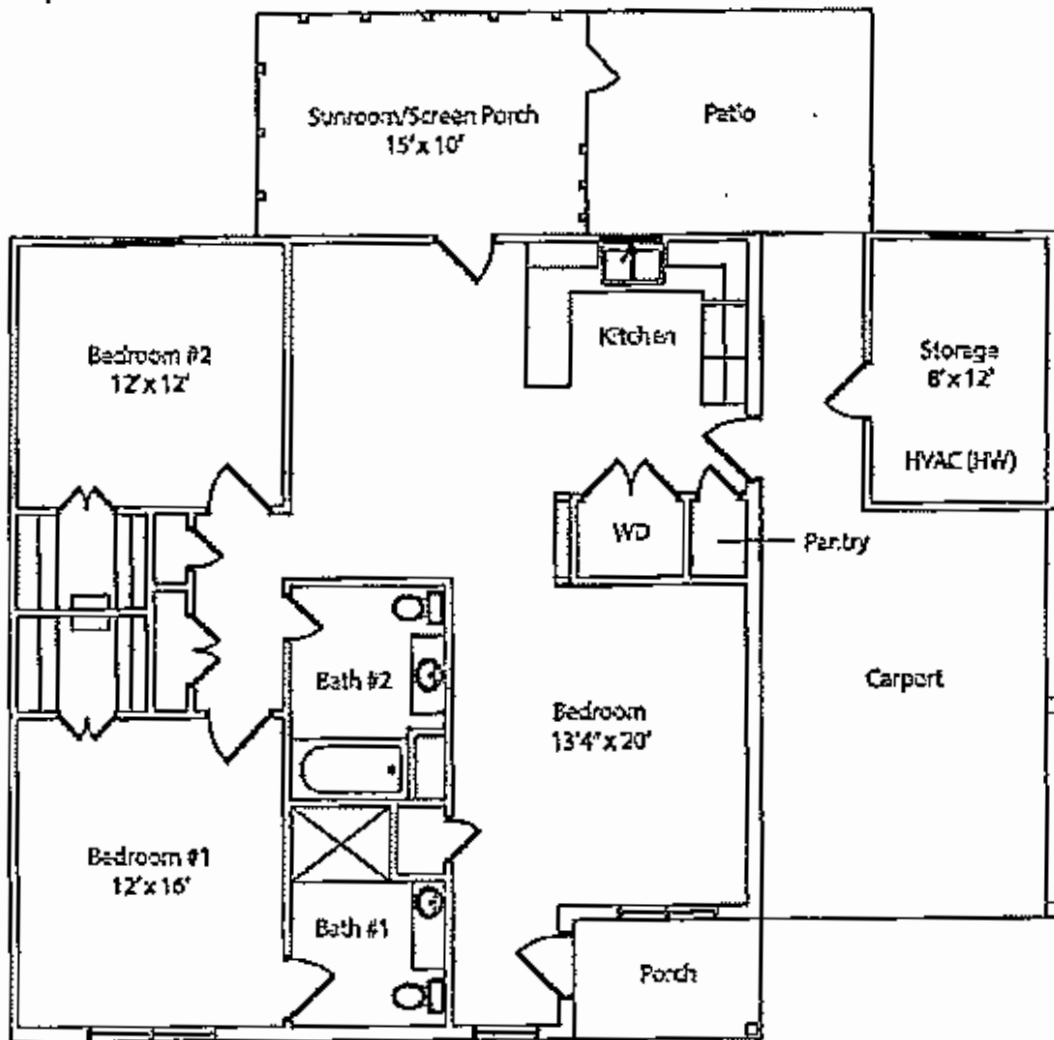 Sunroom/Screen Porch
15' x 10'
Patio
Bedroom #2
12' x 12'
Kitchen
Storage
8' x 12'
HVAC (HW)
WD
Pantry
Bath #2
Bedroom
13'4" x 20'
Carport
Bedroom #1
12' x 16'
Bath #1
Porch